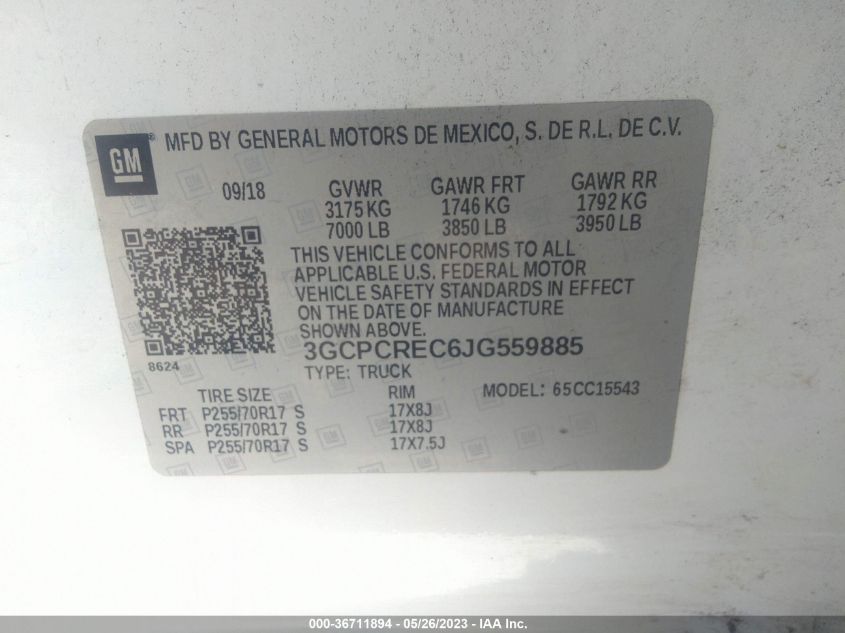 GM ® MFD BY GENERAL MOTORS DE MEXICO, S. DE R.L. DE C.V.
09/18 GVWR GAWR FRT GAWR RR
3175 KG 1746 KG 1792 KG
7000 LB 3850 LB 3950 LB
THIS VEHICLE CONFORMS TO ALL
APPLICABLE U.S. FEDERAL MOTOR
VEHICLE SAFETY STANDARDS IN EFFECT
ON THE DATE OF MANUFACTURE
SHOWN ABOVE.
3GCPCREC6JG559885
8624
TYPE: TRUCK
TIRE SIZE RIM MODEL: 65CC15543
FRT P255/70R17 S 17X8J
RR P255/70R17 S 17X8J
SPA P255/70R17 S 17X7.5J
000-36711894 - 05/26/2023 - IAA Inc.